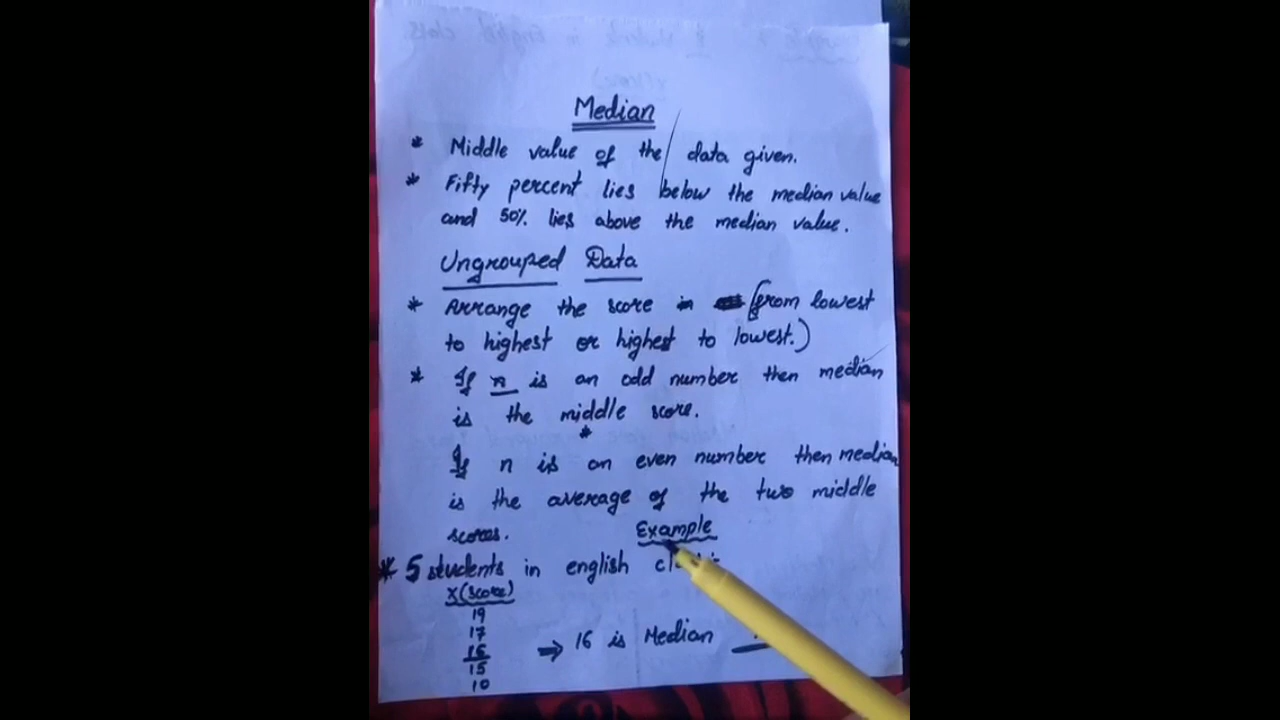 Median
* Middle value of the data given.
* Fifty percent lies below the median value
and 50% lies above the median value.
Ungrouped Data
* Arrange the score in (from lowest
to highest or highest to lowest.)
* If n is an odd number then median
is the middle score.
*
If n is an even number then median
is the average of the two middle
scores.
Example
* 5 students in english
X(score)
19
17
16
15
10
⇒ 16 is Median